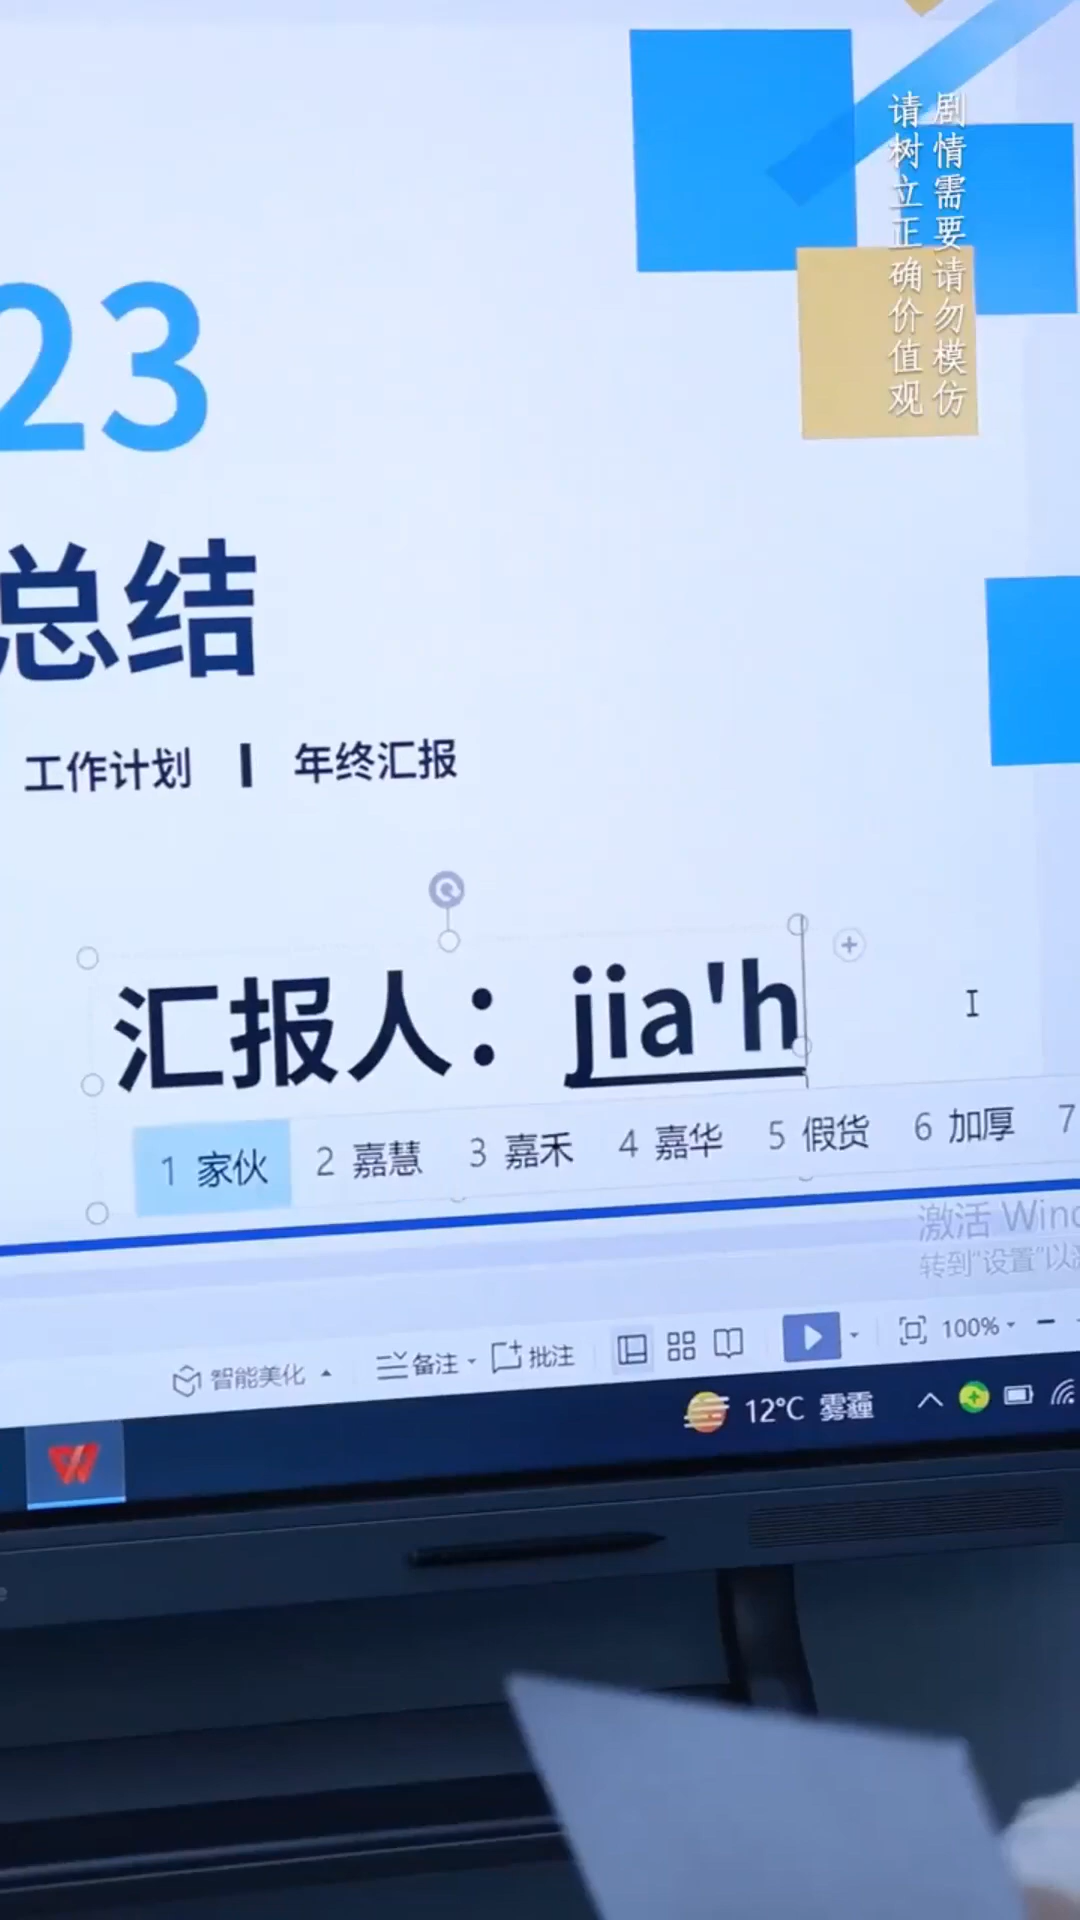 剧情需要请勿模仿
请树立正确价值观
23
总结
工作计划 | 年终汇报
汇报人：jia'h
1 家伙 2 嘉慧 3 嘉禾 4 嘉华 5 假货 6 加厚 7
激活 Wind
转到"设置"以激
智能美化 备注 批注 100%
12°C 雾霾